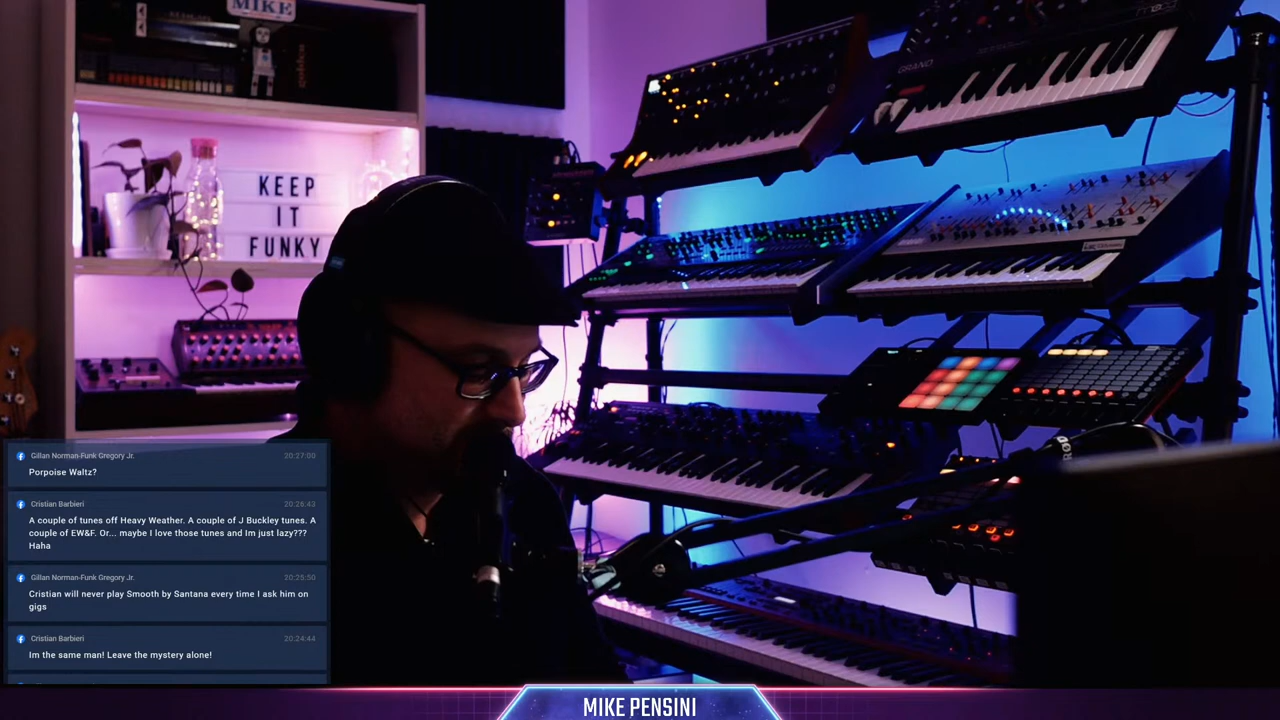 MIKE
KEEP
IT
FUNKY
GRAND
moog
RØD
Gillan Norman-Funk Gregory Jr. 20:27:00
Porpoise Waltz?
Cristian Barbieri 20:26:43
A couple of tunes off Heavy Weather. A couple of J Buckley tunes. A
couple of EW&F. Or... maybe I love those tunes and Im just lazy???
Haha
Gillan Norman-Funk Gregory Jr. 20:25:50
Cristian will never play Smooth by Santana every time I ask him on
gigs
Cristian Barbieri 20:24:44
Im the same man! Leave the mystery alone!
MIKE PENSINI